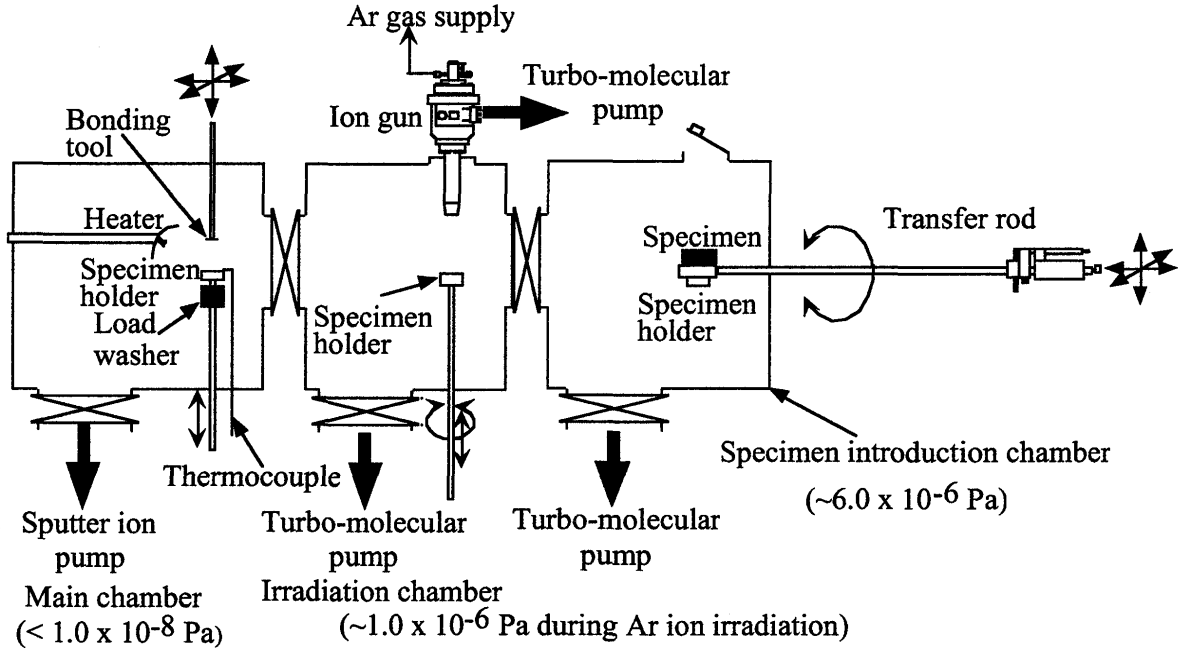 Ar gas supply
Turbo-molecular
pump
Ion gun
Bonding
tool
Heater
Specimen
holder
Load
washer
Specimen
holder
Specimen
Specimen
holder
Transfer rod
Thermocouple
Specimen introduction chamber
(~6.0 x 10-6 Pa)
Sputter ion
pump
Turbo-molecular
pump
Turbo-molecular
pump
Main chamber
(< 1.0 x 10-8 Pa)
Irradiation chamber
(~1.0 x 10-6 Pa during Ar ion irradiation)